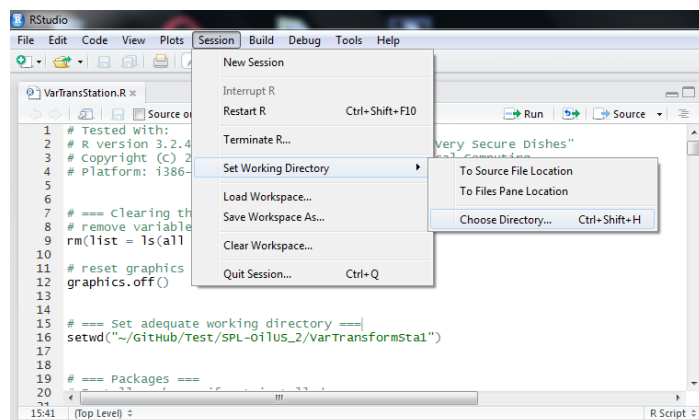 RStudio
File Edit Code View Plots Session Build Debug Tools Help
New Session
Interrupt R
Restart R Ctrl+Shift+F10
Terminate R...
Set Working Directory
To Source File Location
To Files Pane Location
Choose Directory... Ctrl+Shift+H
Load Workspace...
Save Workspace As...
Clear Workspace...
Quit Session... Ctrl+Q
VarTransStation.R
Source Run Source
1 # Tested With:
2 # R version 3.2.4 Very Secure Dishes"
3 # Copyright (C) 2
4 # Platform: i386-
5
6
7 # === Clearing th
8 # remove variable
9 rm(list = ls(all
10
11 # reset graphics
12 graphics.off()
13
14
15 # === Set adequate working directory ===
16 setwd("~/GitHub/Test/SPL-OilUS_2/VarTransformSta1")
17
18
19 # === Packages ===
20
21
15:41 (Top Level) R Script